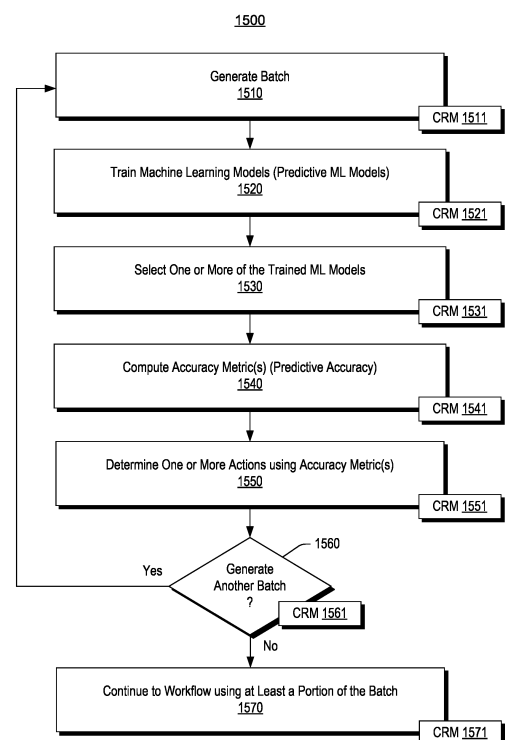 1500
Generate Batch
1510
CRM 1511
Train Machine Learning Models (Predictive ML Models)
1520
CRM 1521
Select One or More of the Trained ML Models
1530
CRM 1531
Compute Accuracy Metric(s) (Predictive Accuracy)
1540
CRM 1541
Determine One or More Actions using Accuracy Metric(s)
1550
CRM 1551
1560
Yes
Generate
Another Batch
?
CRM 1561
No
Continue to Workflow using at Least a Portion of the Batch
1570
CRM 1571